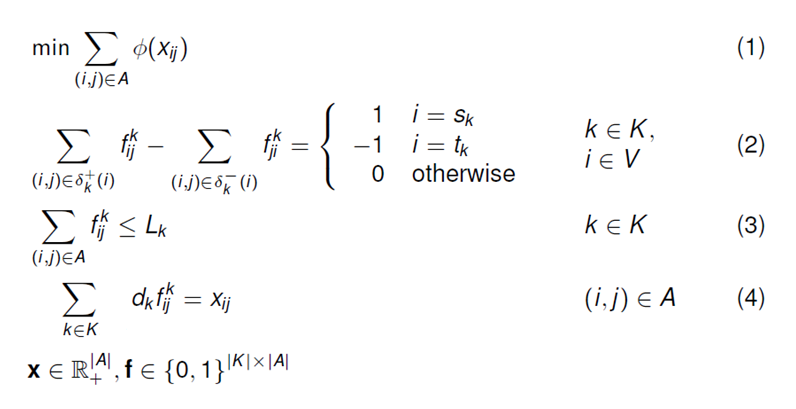 min ∑_{(i,j)∈A} ϕ(x_{ij}) (1)
∑_{(i,j)∈δ_k^+(i)} f_{ij}^k − ∑_{(i,j)∈δ_k^−(i)} f_{ji}^k = { 1 i = s_k; −1 i = t_k; 0 otherwise k ∈ K, i ∈ V (2)
∑_{(i,j)∈A} f_{ij}^k ≤ L_k k ∈ K (3)
∑_{k∈K} d_k f_{ij}^k = x_{ij} (i,j) ∈ A (4)
x ∈ ℝ_+^{|A|}, f ∈ {0, 1}^{|K|×|A|}